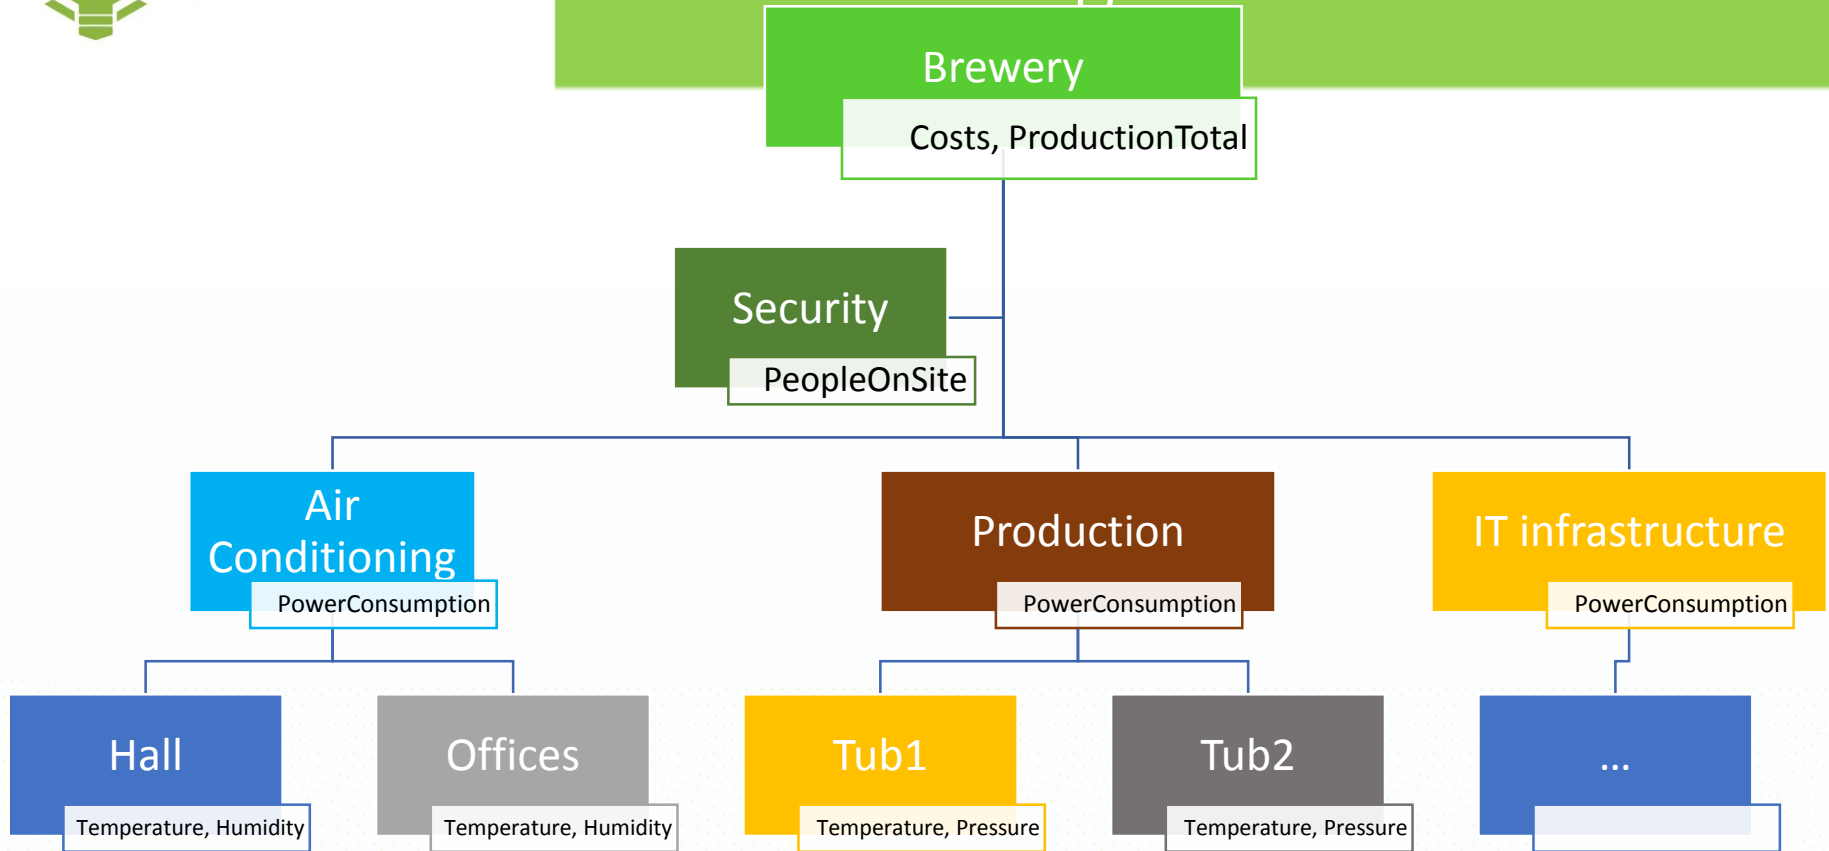 Brewery
Costs, ProductionTotal
Security
PeopleOnSite
Air
Conditioning
PowerConsumption
Production
PowerConsumption
IT infrastructure
PowerConsumption
Hall
Temperature, Humidity
Offices
Temperature, Humidity
Tub1
Temperature, Pressure
Tub2
Temperature, Pressure
...